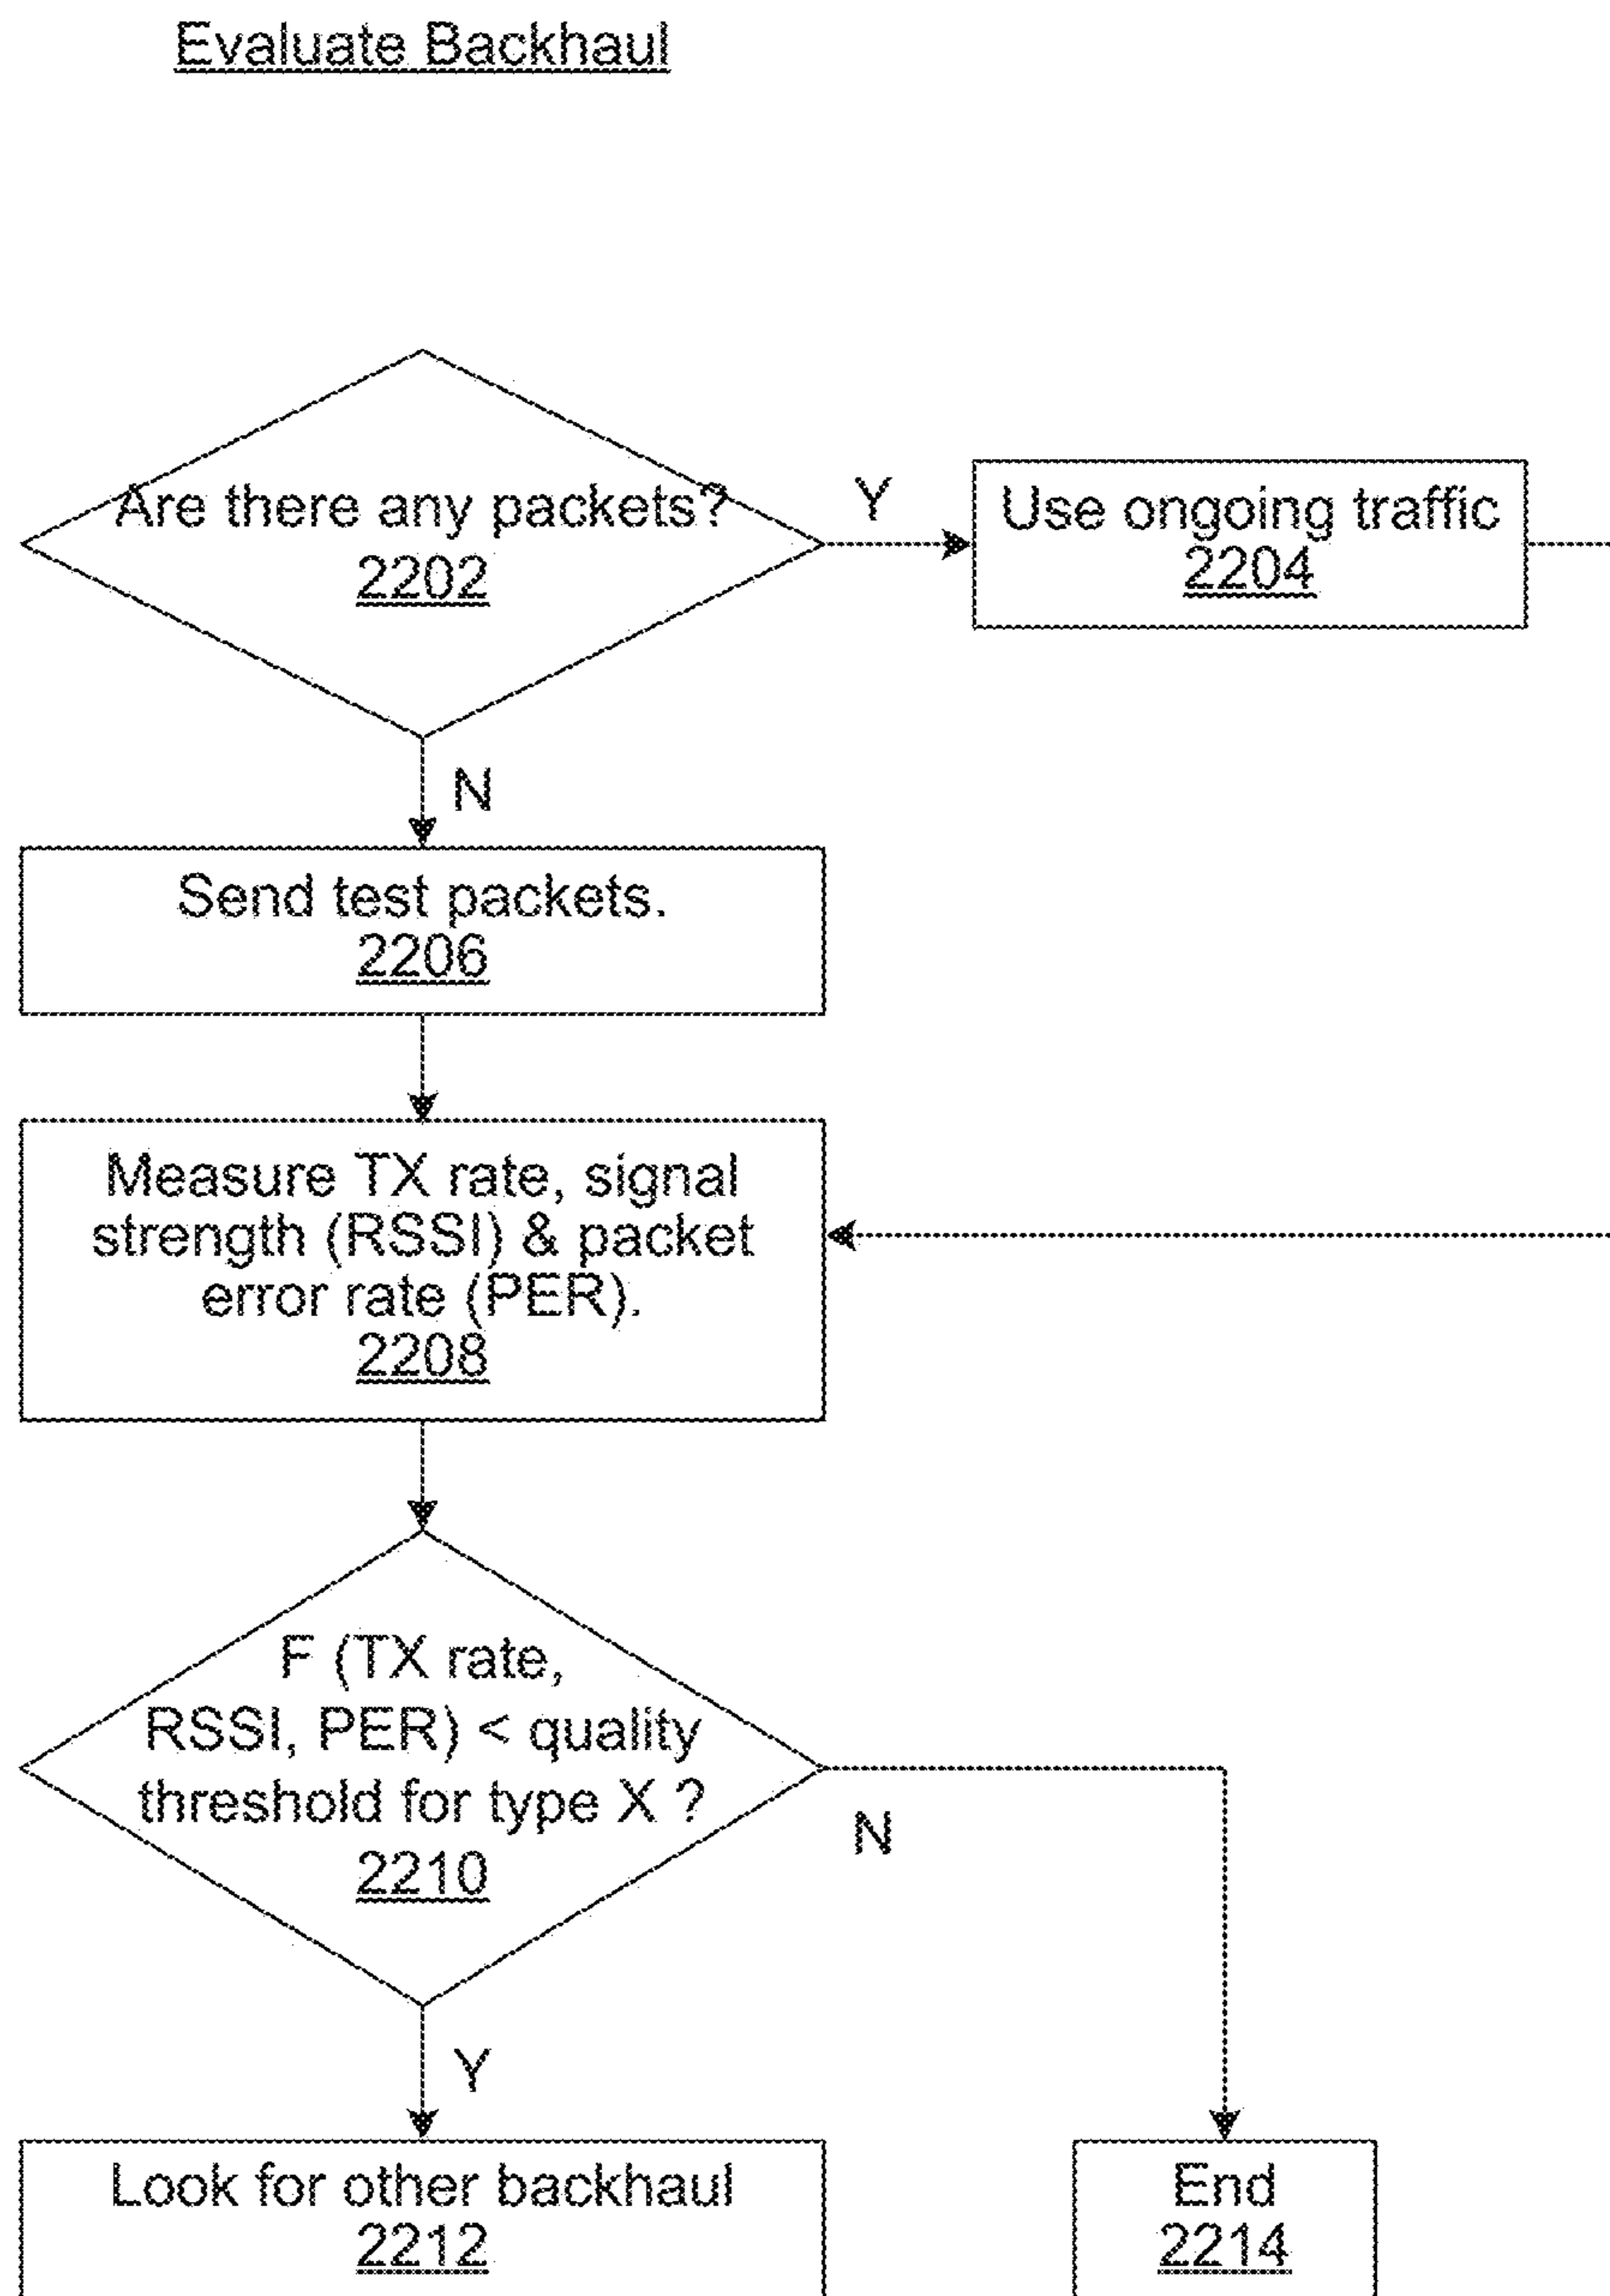 Evaluate Backhaul
Are there any packets?
2202
Y
Use ongoing traffic
2204
N
Send test packets.
2206
Measure TX rate, signal
strength (RSSI) & packet
error rate (PER).
2208
F (TX rate,
RSSI, PER) < quality
threshold for type X ?
2210
N
Y
Look for other backhaul
2212
End
2214